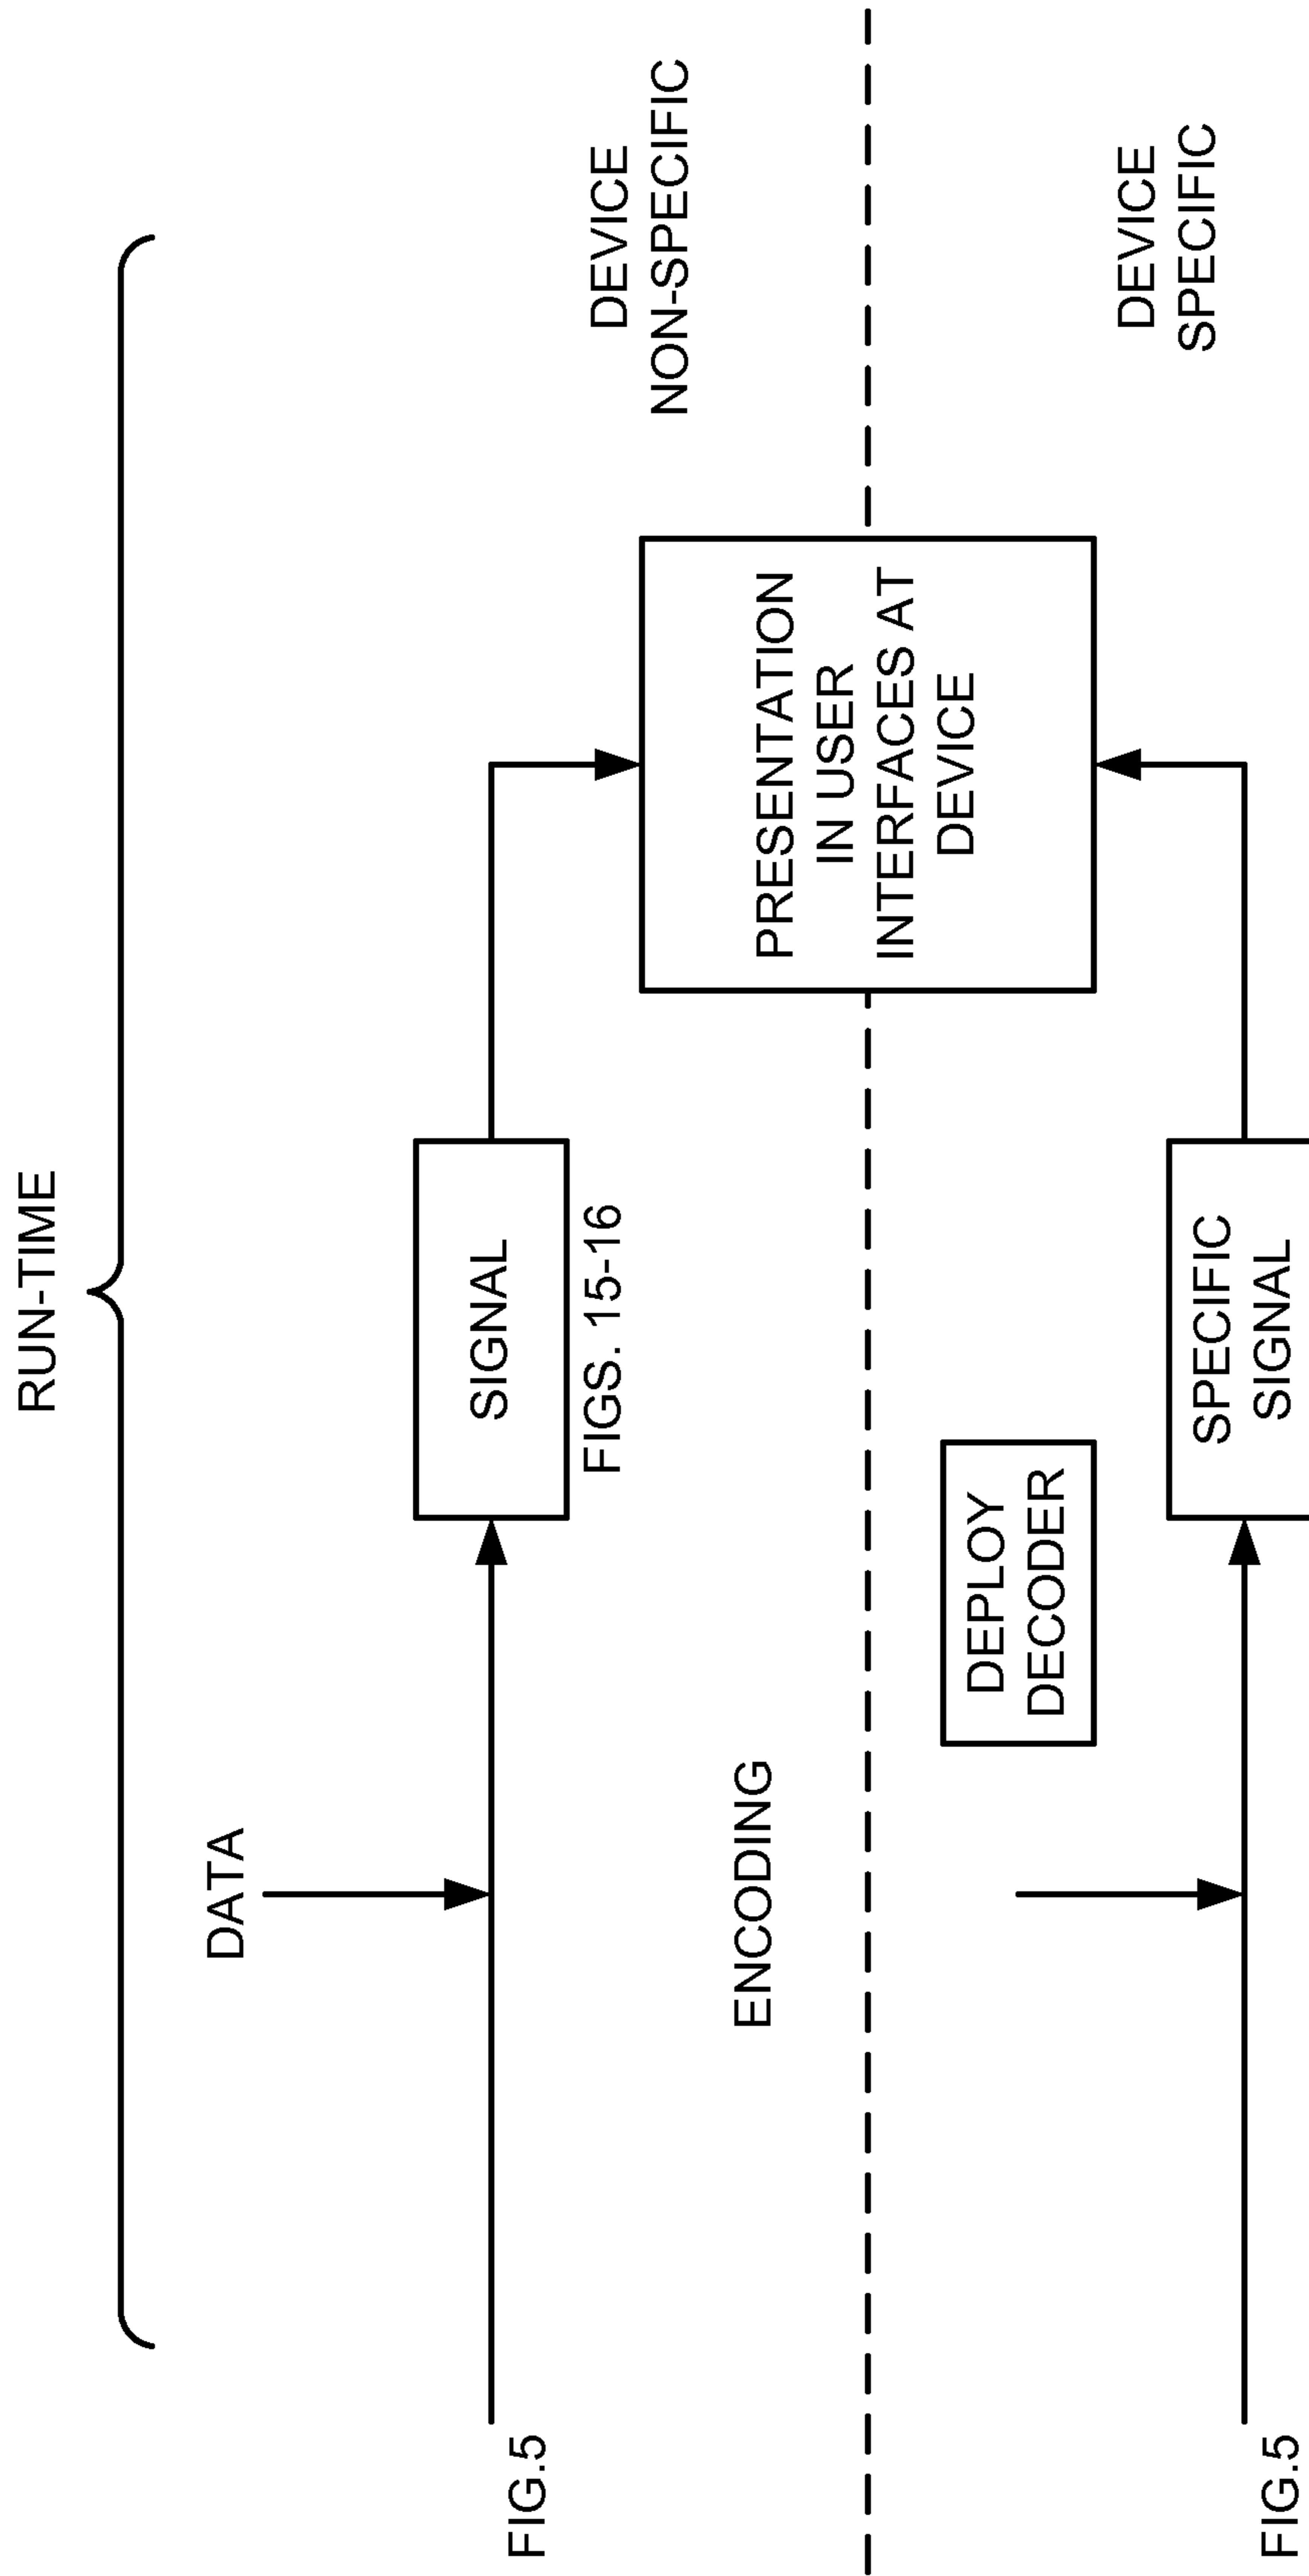 RUN-TIME
DATA
FIG.5
SIGNAL
FIGS. 15-16
DEVICE
NON-SPECIFIC
ENCODING
PRESENTATION
IN USER
INTERFACES AT
DEVICE
DEPLOY
DECODER
DEVICE
SPECIFIC
FIG.5
SPECIFIC
SIGNAL